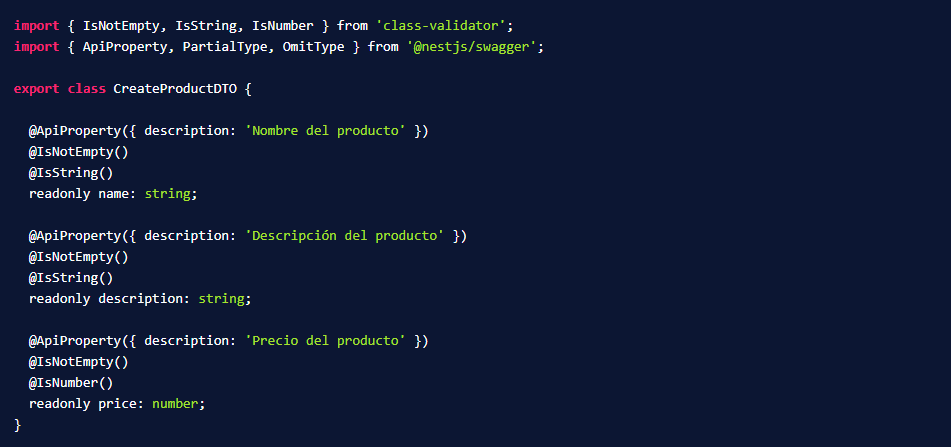 import { IsNotEmpty, IsString, IsNumber } from 'class-validator';
import { ApiProperty, PartialType, OmitType } from '@nestjs/swagger';
export class CreateProductDTO {
@ApiProperty({ description: 'Nombre del producto' })
@IsNotEmpty()
@IsString()
readonly name: string;
@ApiProperty({ description: 'Descripción del producto' })
@IsNotEmpty()
@IsString()
readonly description: string;
@ApiProperty({ description: 'Precio del producto' })
@IsNotEmpty()
@IsNumber()
readonly price: number;
}